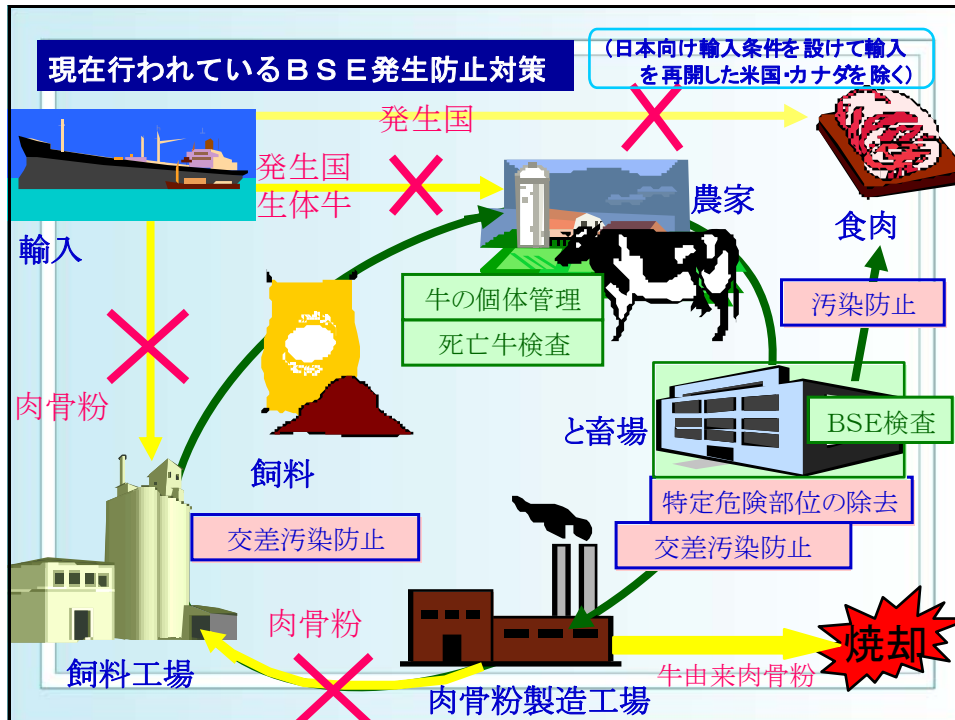 現在行われているＢＳＥ発生防止対策
（日本向け輸入条件を設けて輸入
を再開した米国・カナダを除く）
発生国
発生国
生体牛
輸入
農家
食肉
牛の個体管理
死亡牛検査
汚染防止
肉骨粉
と畜場
BSE検査
飼料
特定危険部位の除去
交差汚染防止
交差汚染防止
肉骨粉
焼却
牛由来肉骨粉
飼料工場
肉骨粉製造工場